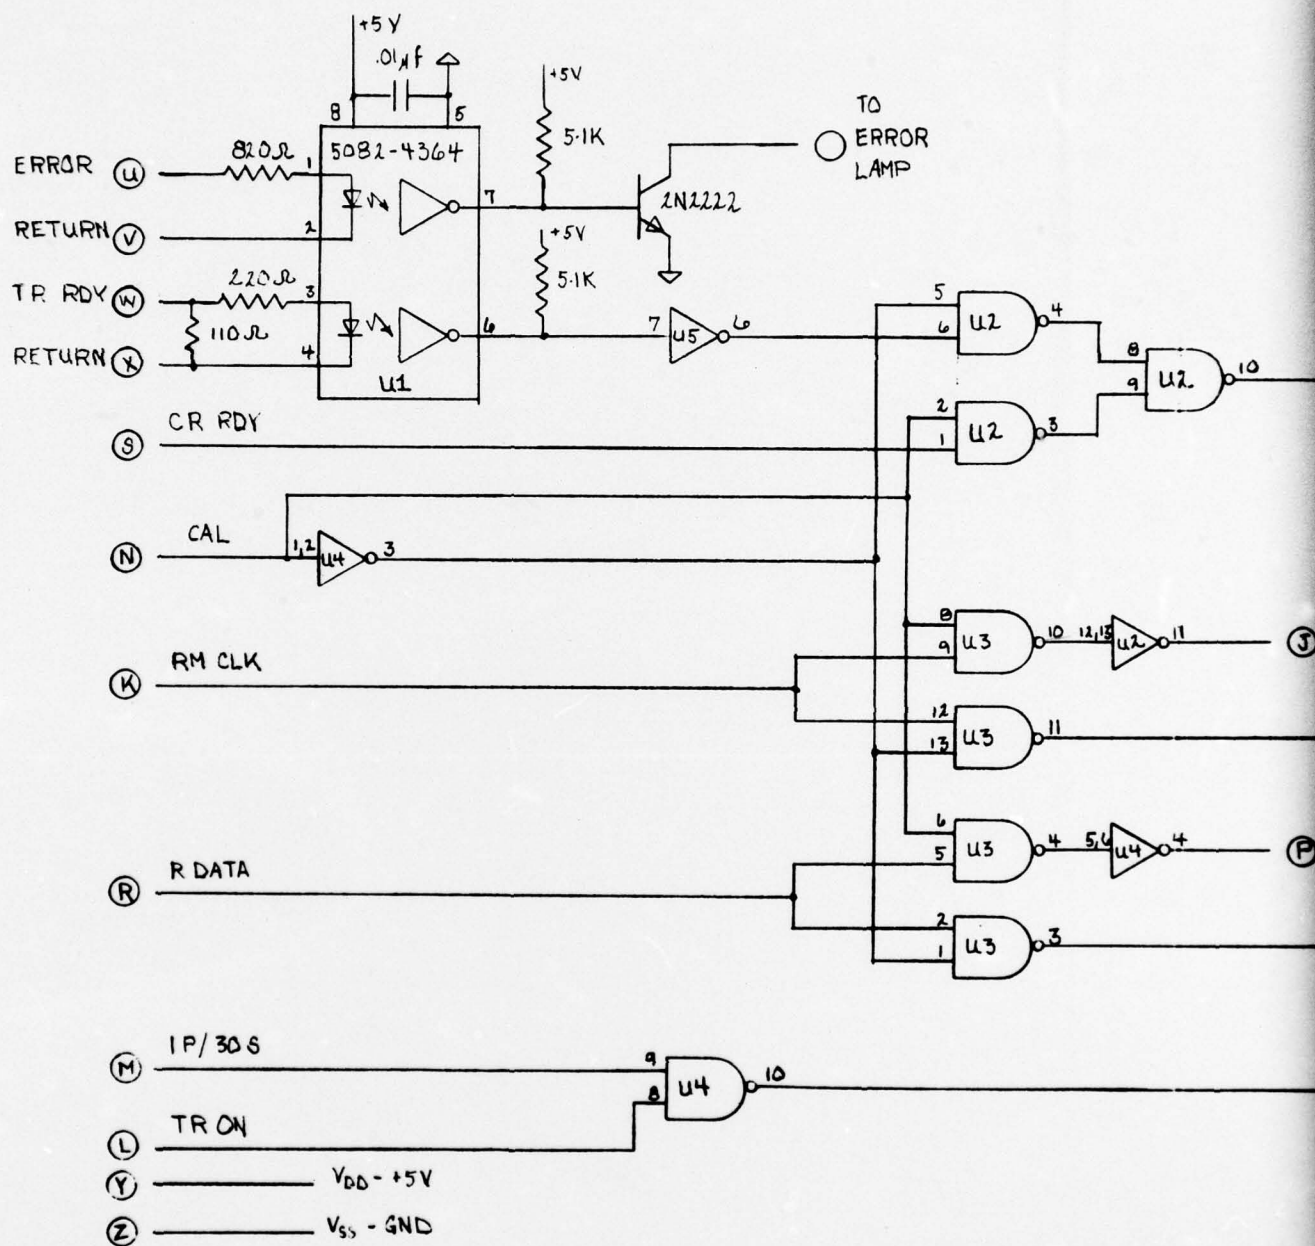 +5V
.01µf
8
5
5082-4364
ERROR U
820Ω
1
RETURN V
2
7
+5V
5.1K
2N2222
TO
ERROR
LAMP
TR RDY W
220Ω
3
110Ω
RETURN X
4
6
U1
+5V
5.1K
7 U5 6
5
6
U2
4
8
9
U2
10
S CR RDY
2
1
U2
3
N CAL
1,2 U4 3
K RM CLK
8
9
U3
10
12,13 U2 11
J
12
13
U3
11
R R DATA
6
5
U3
4
5,6 U4 4
P
2
1
U3
3
M 1P/30S
9
8
U4
10
L TR ON
Y VDD - +5V
Z VSS - GND